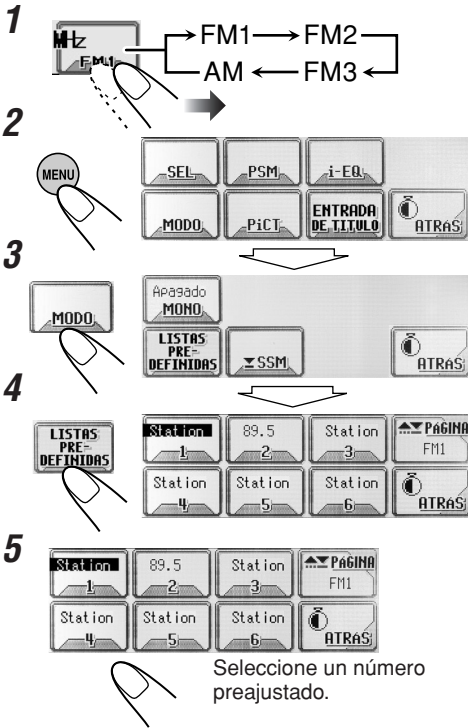 1
MHz
FM1
FM1 FM2
AM FM3
2
MENU
SEL PSM i-EQ
MODO PiCT ENTRADA
DE TITULO ATRÁS
3
MODO
Apagado
MONO
LISTAS
PRE-
DEFINIDAS SSM ATRÁS
4
LISTAS
PRE-
DEFINIDAS
Station 89.5 Station PÁGINA
1 2 3 FM1
Station Station Station
4 5 6 ATRÁS
5
Station 89.5 Station PÁGINA
1 2 3 FM1
Station Station Station
4 5 6 ATRÁS
Seleccione un número
preajustado.